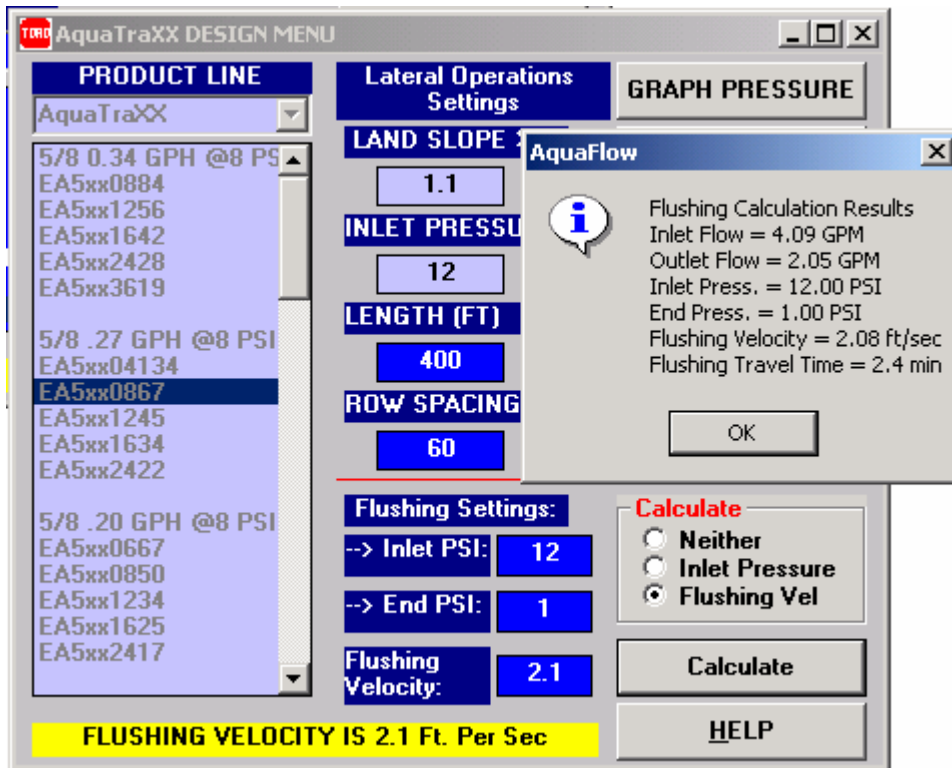 TORO AquaTraXX DESIGN MENU
PRODUCT LINE
AquaTraXX
5/8 0.34 GPH @8 PS
EA5xx0884
EA5xx1256
EA5xx1642
EA5xx2428
EA5xx3619
5/8 .27 GPH @8 PSI
EA5xx04134
EA5xx0867
EA5xx1245
EA5xx1634
EA5xx2422
5/8 .20 GPH @8 PSI
EA5xx0667
EA5xx0850
EA5xx1234
EA5xx1625
EA5xx2417
Lateral Operations
Settings
LAND SLOPE
1.1
INLET PRESSU
12
LENGTH (FT)
400
ROW SPACING
60
GRAPH PRESSURE
AquaFlow
Flushing Calculation Results
Inlet Flow = 4.09 GPM
Outlet Flow = 2.05 GPM
Inlet Press. = 12.00 PSI
End Press. = 1.00 PSI
Flushing Velocity = 2.08 ft/sec
Flushing Travel Time = 2.4 min
OK
Flushing Settings:
--> Inlet PSI: 12
--> End PSI: 1
Flushing
Velocity: 2.1
Calculate
Neither
Inlet Pressure
Flushing Vel
Calculate
HELP
FLUSHING VELOCITY IS 2.1 Ft. Per Sec